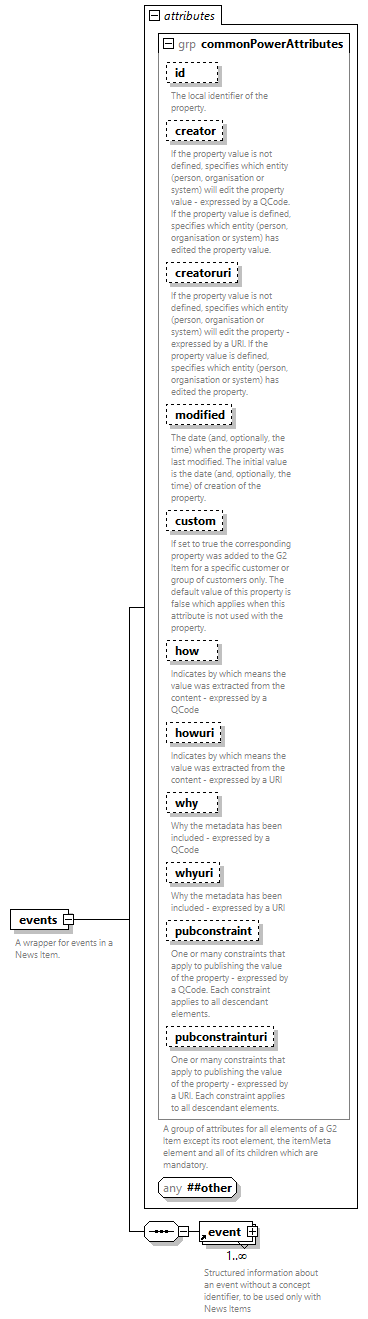 attributes
grp commonPowerAttributes
id
The local identifier of the
property.
creator
If the property value is not
defined, specifies which entity
(person, organisation or
system) will edit the property
value - expressed by a QCode.
If the property value is defined,
specifies which entity (person,
organisation or system) has
edited the property value.
creatoruri
If the property value is not
defined, specifies which entity
(person, organisation or
system) will edit the property -
expressed by a URI. If the
property value is defined,
specifies which entity (person,
organisation or system) has
edited the property.
modified
The date (and, optionally, the
time) when the property was
last modified. The initial value
is the date (and, optionally, the
time) of creation of the
property.
custom
If set to true the corresponding
property was added to the G2
Item for a specific customer or
group of customers only. The
default value of this property is
false which applies when this
attribute is not used with the
property.
how
Indicates by which means the
value was extracted from the
content - expressed by a
QCode
howuri
Indicates by which means the
value was extracted from the
content - expressed by a URI
why
Why the metadata has been
included - expressed by a
QCode
whyuri
Why the metadata has been
included - expressed by a URI
pubconstraint
One or many constraints that
apply to publishing the value
of the property - expressed by
a QCode. Each constraint
applies to all descendant
elements.
pubconstrainturi
One or many constraints that
apply to publishing the value
of the property - expressed by
a URI. Each constraint applies
to all descendant elements.
A group of attributes for all elements of a G2
Item except its root element, the itemMeta
element and all of its children which are
mandatory.
any ##other
events
A wrapper for events in a
News Item.
event
1..∞
Structured information about
an event without a concept
identifier, to be used only with
News Items